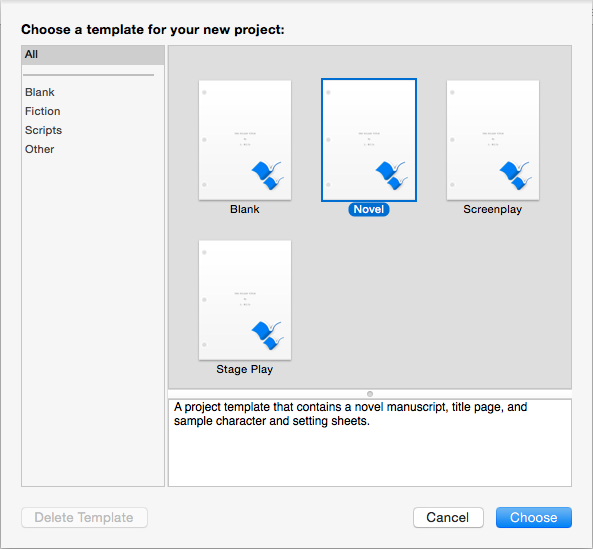 Choose a template for your new project:
All
Blank
Fiction
Scripts
Other
Blank
Novel
Screenplay
Stage Play
A project template that contains a novel manuscript, title page, and
sample character and setting sheets.
Delete Template
Cancel
Choose